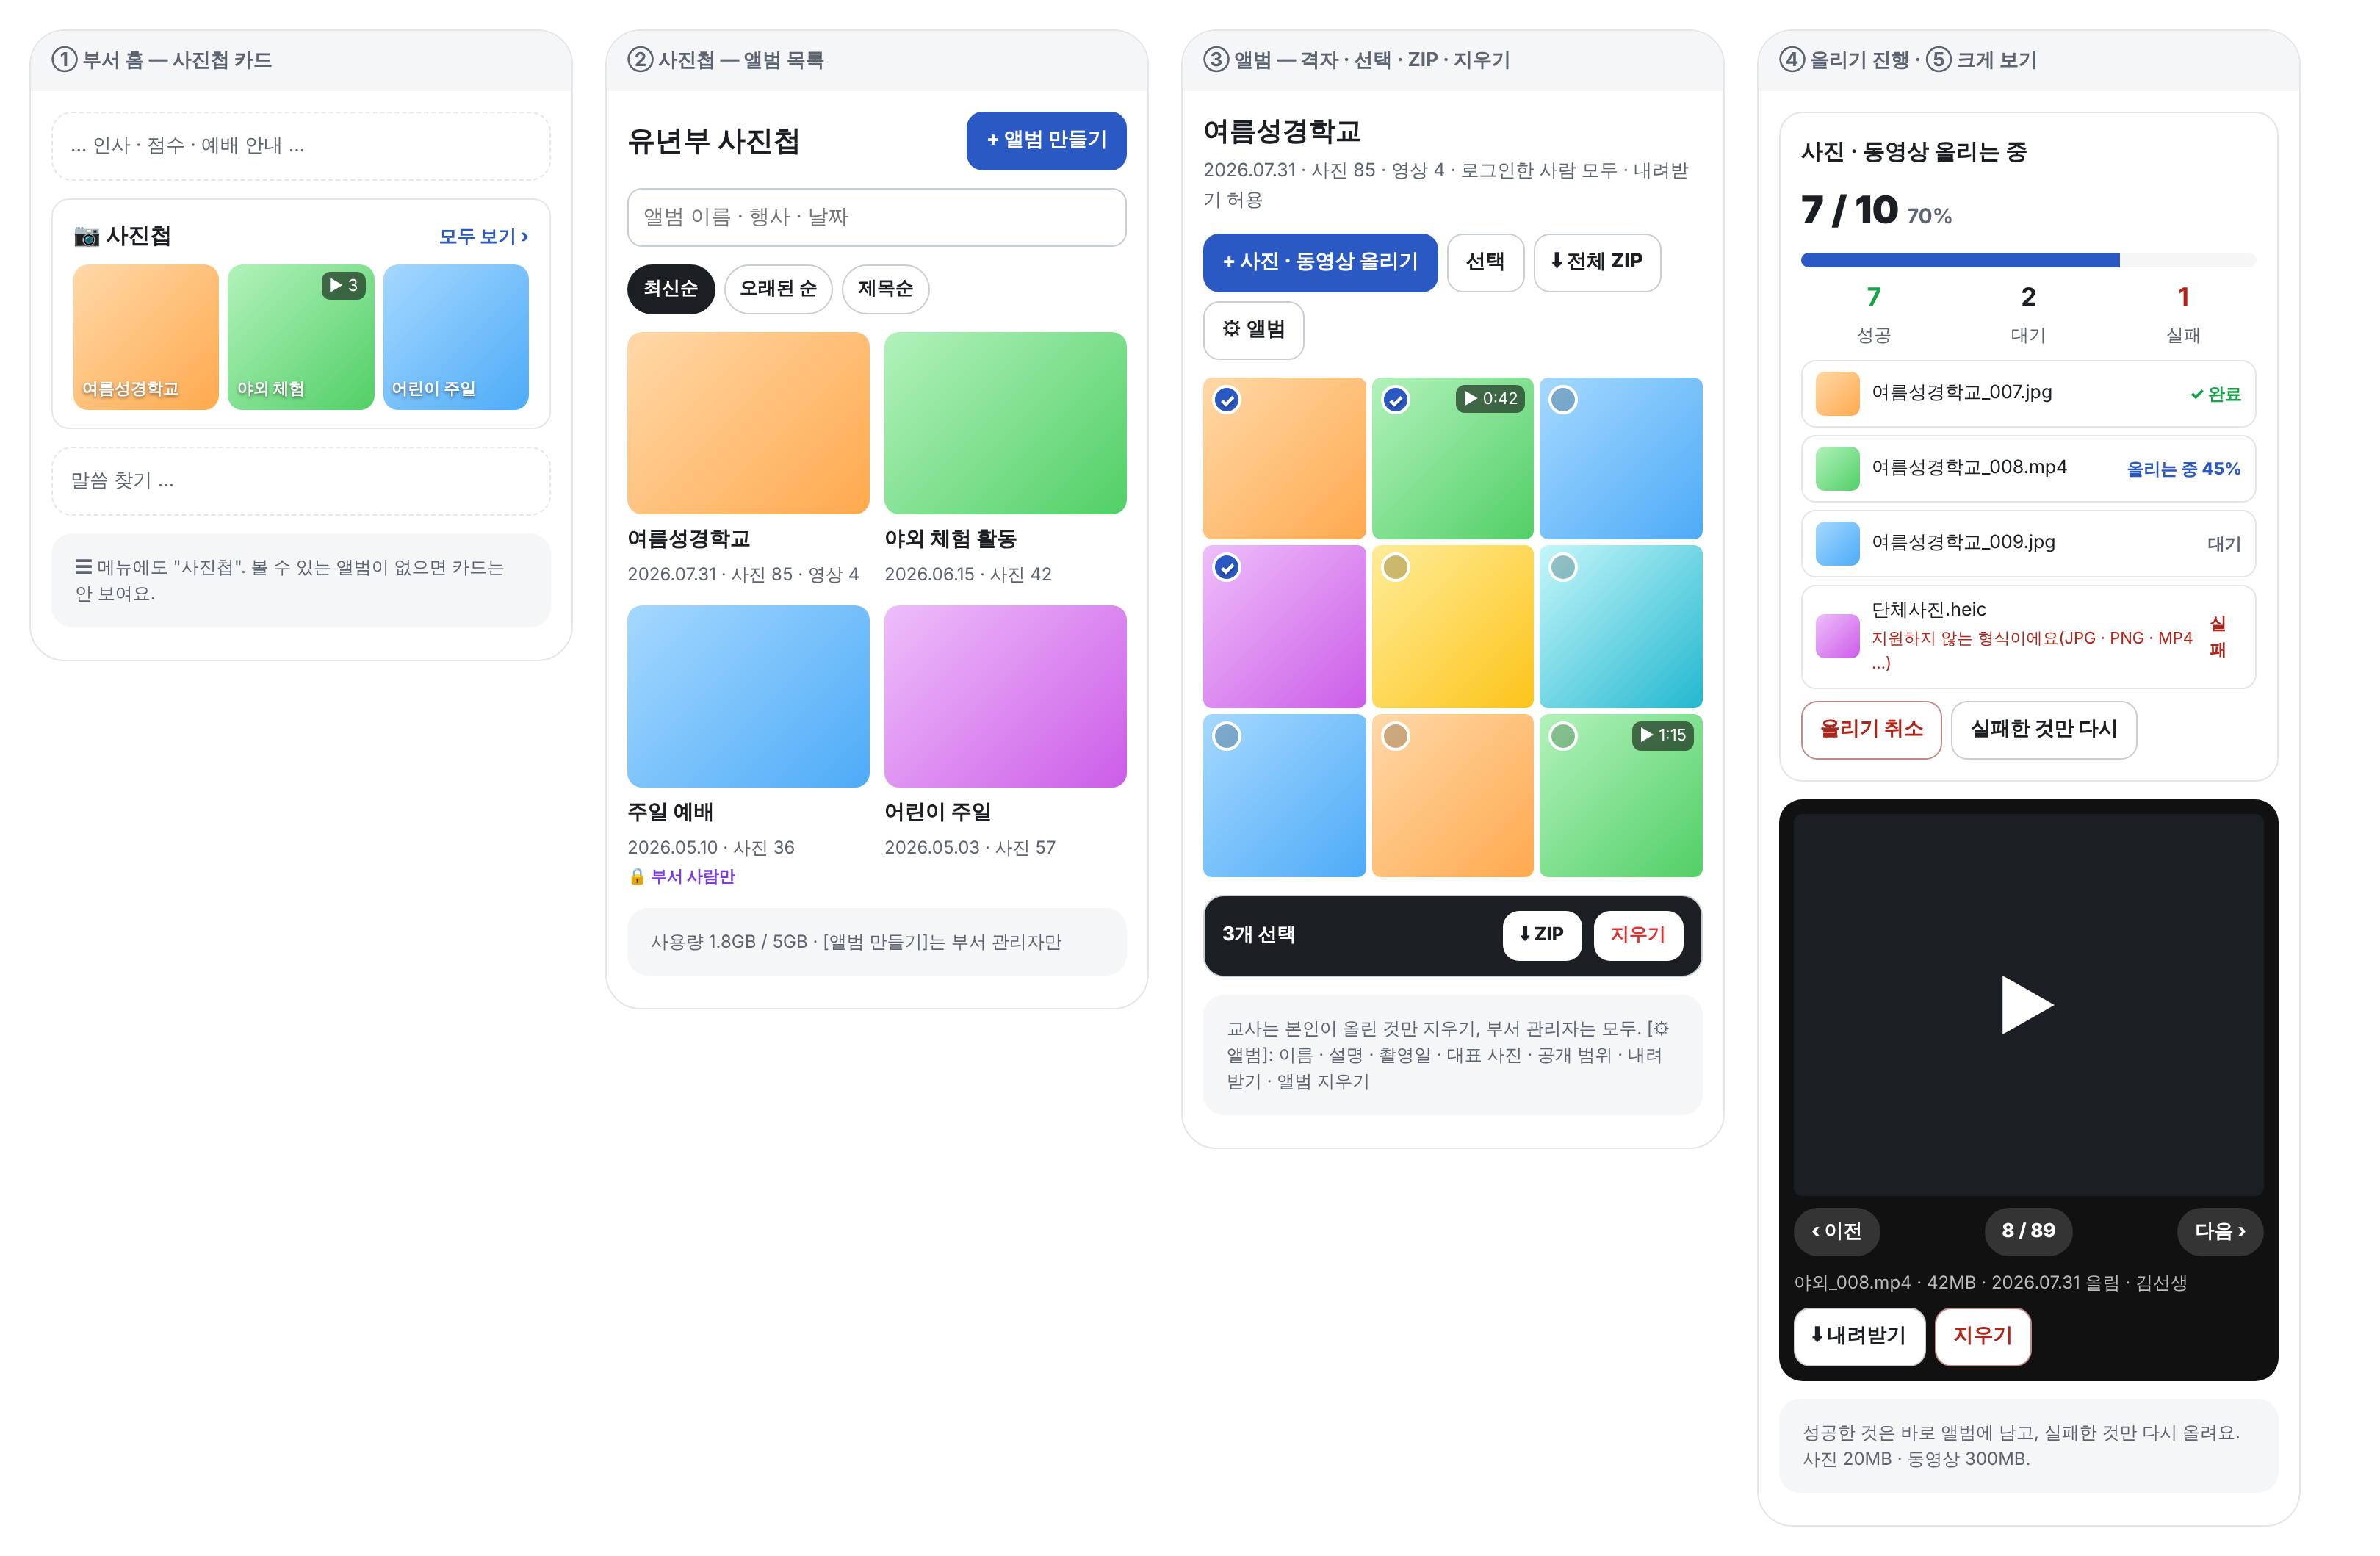 ① 부서 홈 — 사진첩 카드
... 인사 · 점수 · 예배 안내 ...
📷 사진첩
모두 보기 ›
▶ 3
여름성경학교
야외 체험
어린이 주일
말씀 찾기 ...
☰ 메뉴에도 "사진첩". 볼 수 있는 앨범이 없으면 카드는
안 보여요.
② 사진첩 — 앨범 목록
유년부 사진첩
+ 앨범 만들기
앨범 이름 · 행사 · 날짜
최신순
오래된 순
제목순
여름성경학교
2026.07.31 · 사진 85 · 영상 4
야외 체험 활동
2026.06.15 · 사진 42
주일 예배
2026.05.10 · 사진 36
🔒 부서 사람만
어린이 주일
2026.05.03 · 사진 57
사용량 1.8GB / 5GB · [앨범 만들기]는 부서 관리자만
③ 앨범 — 격자 · 선택 · ZIP · 지우기
여름성경학교
2026.07.31 · 사진 85 · 영상 4 · 로그인한 사람 모두 · 내려받
기 허용
+ 사진 · 동영상 올리기
선택
⬇ 전체 ZIP
⚙ 앨범
▶ 0:42
▶ 1:15
3개 선택
⬇ ZIP
지우기
교사는 본인이 올린 것만 지우기, 부서 관리자는 모두. [⚙
앨범]: 이름 · 설명 · 촬영일 · 대표 사진 · 공개 범위 · 내려
받기 · 앨범 지우기
④ 올리기 진행 · ⑤ 크게 보기
사진 · 동영상 올리는 중
7 / 10 70%
7
성공
2
대기
1
실패
여름성경학교_007.jpg
✓ 완료
여름성경학교_008.mp4
올리는 중 45%
여름성경학교_009.jpg
대기
단체사진.heic
지원하지 않는 형식이에요(JPG · PNG · MP4
...)
실
패
올리기 취소
실패한 것만 다시
‹ 이전
8 / 89
다음 ›
야외_008.mp4 · 42MB · 2026.07.31 올림 · 김선생
⬇ 내려받기
지우기
성공한 것은 바로 앨범에 남고, 실패한 것만 다시 올려요.
사진 20MB · 동영상 300MB.